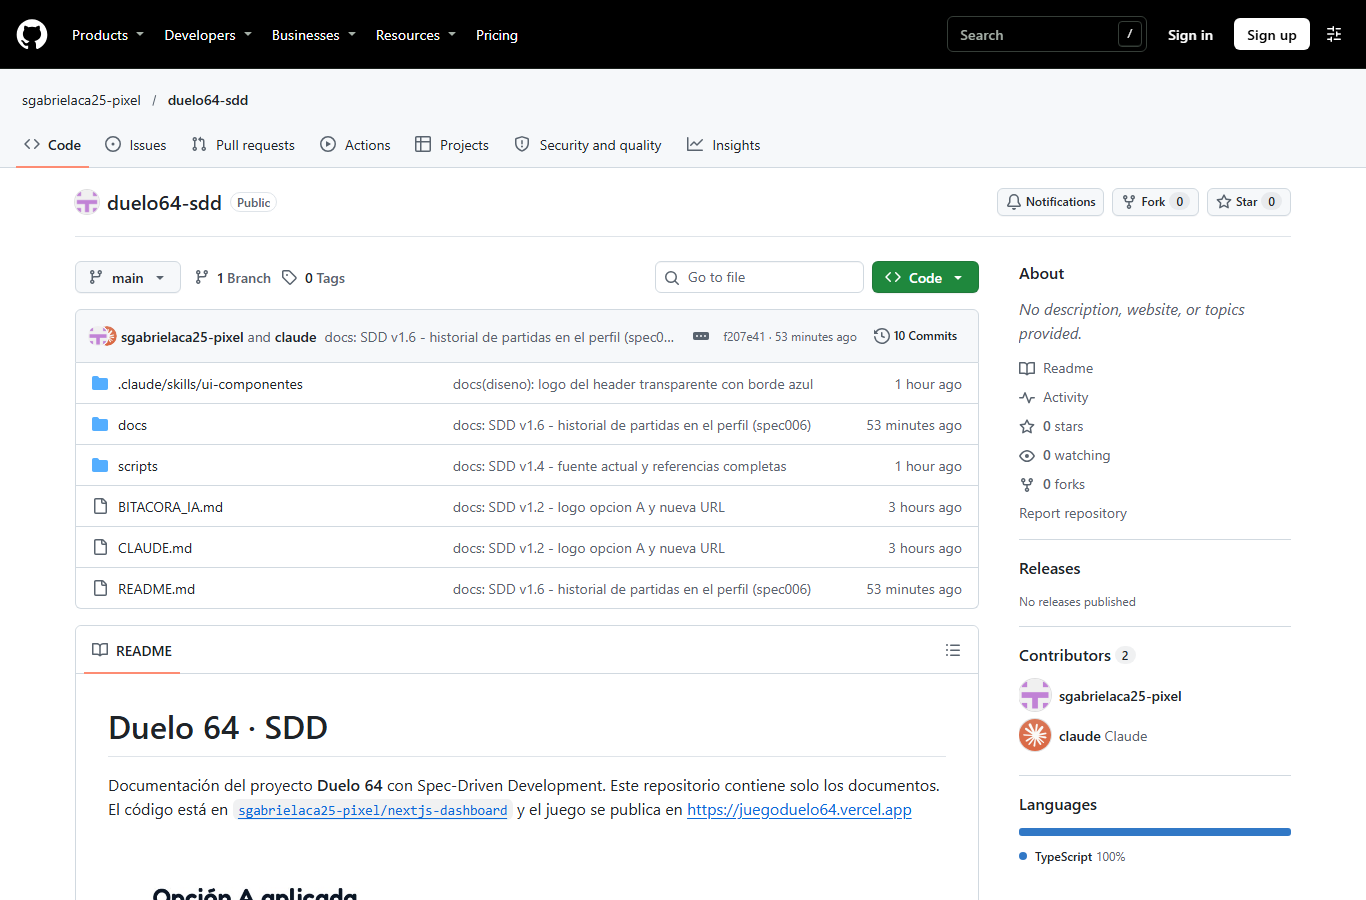 Products Developers Businesses Resources Pricing Search / Sign in Sign up
sgabrielaca25-pixel / duelo64-sdd
Code Issues Pull requests Actions Projects Security and quality Insights
duelo64-sdd Public Notifications Fork 0 Star 0
main 1 Branch 0 Tags Go to file Code
sgabrielaca25-pixel and claude docs: SDD v1.6 - historial de partidas en el perfil (spec0... f207e41 · 53 minutes ago 10 Commits
.claude/skills/ui-componentes docs(diseno): logo del header transparente con borde azul 1 hour ago
docs docs: SDD v1.6 - historial de partidas en el perfil (spec006) 53 minutes ago
scripts docs: SDD v1.4 - fuente actual y referencias completas 1 hour ago
BITACORA_IA.md docs: SDD v1.2 - logo opcion A y nueva URL 3 hours ago
CLAUDE.md docs: SDD v1.2 - logo opcion A y nueva URL 3 hours ago
README.md docs: SDD v1.6 - historial de partidas en el perfil (spec006) 53 minutes ago
README
Duelo 64 · SDD
Documentación del proyecto Duelo 64 con Spec-Driven Development. Este repositorio contiene solo los documentos.
El código está en sgabrielaca25-pixel/nextjs-dashboard y el juego se publica en https://juegoduelo64.vercel.app
Opción A aplicada
About
No description, website, or topics
provided.
Readme
Activity
0 stars
0 watching
0 forks
Report repository
Releases
No releases published
Contributors 2
sgabrielaca25-pixel
claude Claude
Languages
TypeScript 100%